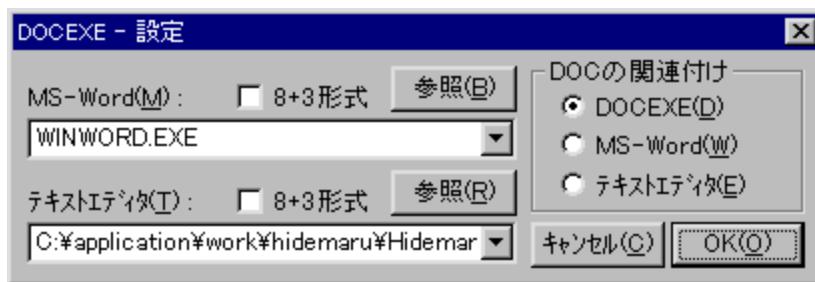 DOCEXE - 設定
MS-Word(M) : 8+3形式 参照(B)
WINWORD.EXE
ﾃｷｽﾄｴﾃﾞｨﾀ(T) : 8+3形式 参照(R)
C:¥application¥work¥hidemaru¥Hidemar
DOCの関連付け
DOCEXE(D)
MS-Word(W)
ﾃｷｽﾄｴﾃﾞｨﾀ(E)
ｷｬﾝｾﾙ(C) OK(O)